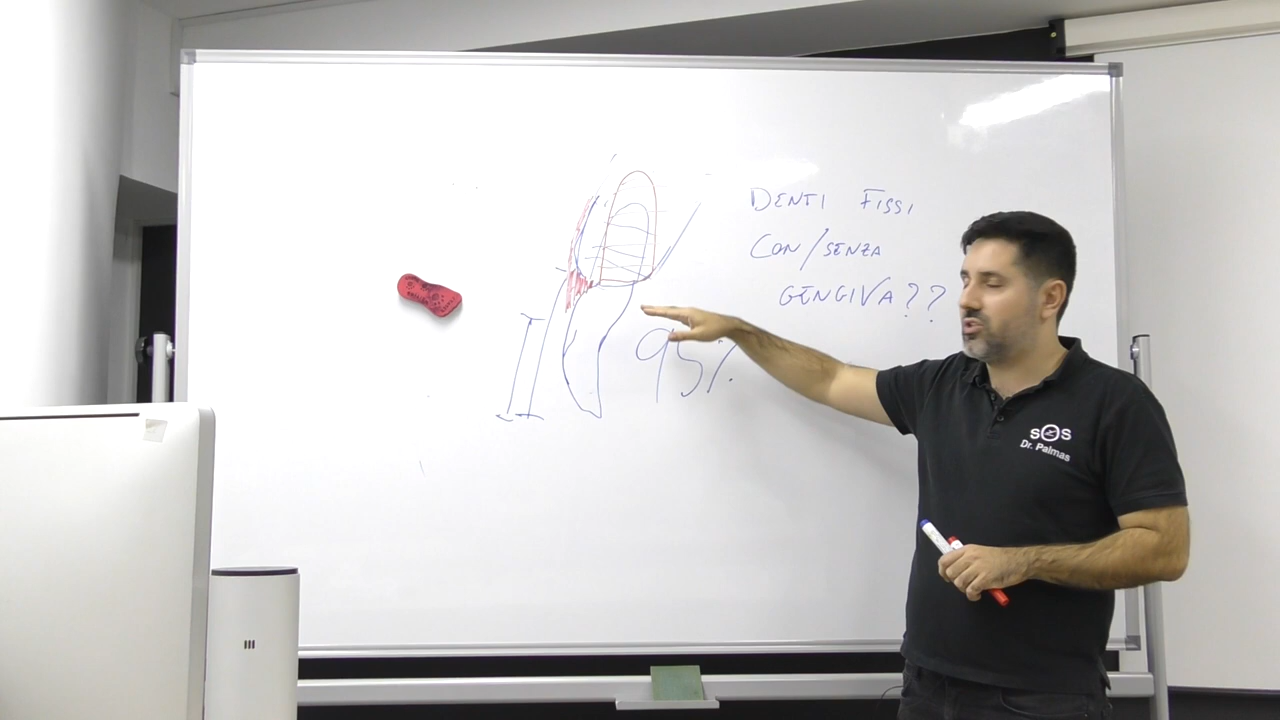 DENTI FISSI
CON/SENZA
GENGIVA??
95%
SOS
Dr. Palmas